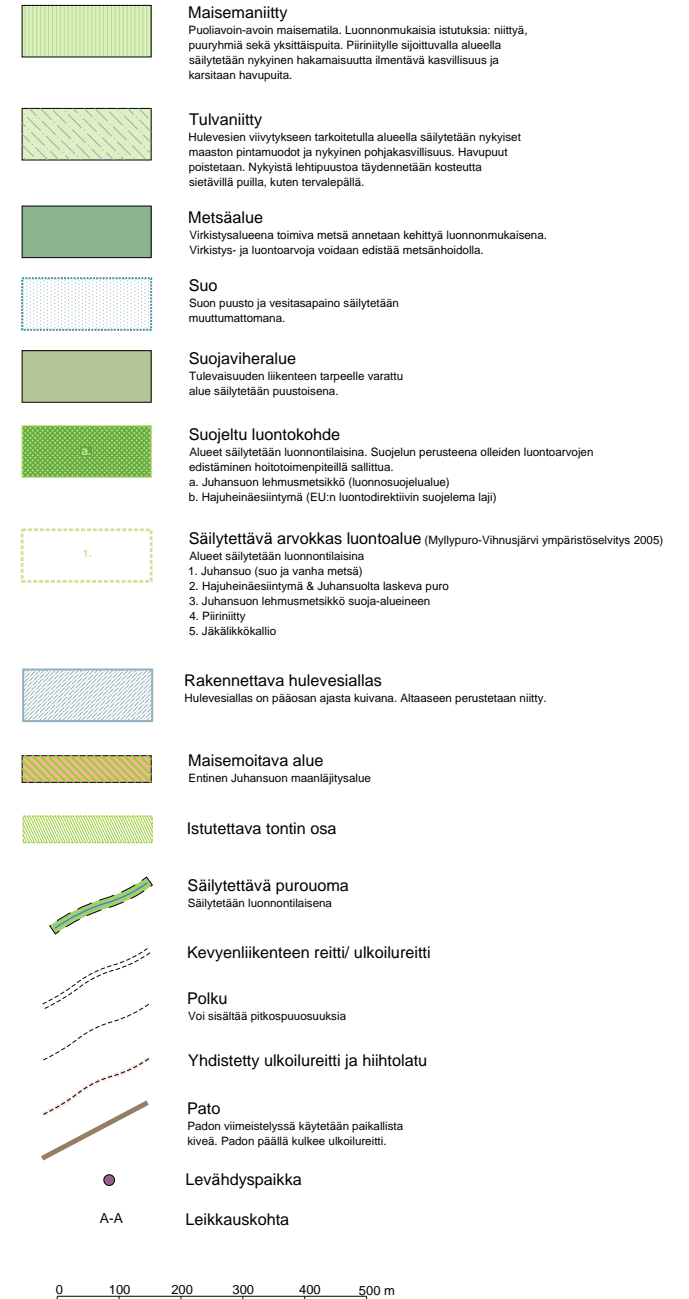 Maisemaniitty
Puoliavoin-avoin maisematila. Luonnonmukaisia istutuksia: niittyä,
puuryhmiä sekä yksittäispuita. Piiriniitylle sijoittuvalla alueella
säilytetään nykyinen hakamaisuutta ilmentävä kasvillisuus ja
karsitaan havupuita.
Tulvaniitty
Hulevesien viivytykseen tarkoitetulla alueella säilytetään nykyiset
maaston pintamuodot ja nykyinen pohjakasvillisuus. Havupuut
poistetaan. Nykyistä lehtipuustoa täydennetään kosteutta
sietävillä puilla, kuten tervalepällä.
Metsäalue
Virkistysalueena toimiva metsä annetaan kehittyä luonnonmukaisena.
Virkistys- ja luontoarvoja voidaan edistää metsänhoidolla.
Suo
Suon puusto ja vesitasapaino säilytetään
muuttumattomana.
Suojaviheralue
Tulevaisuuden liikenteen tarpeelle varattu
alue säilytetään puustoisena.
a.
Suojeltu luontokohde
Alueet säilytetään luonnontilaisina. Suojelun perusteena olleiden luontoarvojen
edistäminen hoitotoimenpiteillä sallittua.
a. Juhansuon lehmusmetsikkö (luonnosuojelualue)
b. Hajuheinäesiintymä (EU:n luontodirektiivin suojelema laji)
1.
Säilytettävä arvokas luontoalue (Myllypuro-Vihnusjärvi ympäristöselvitys 2005)
Alueet säilytetään luonnontilaisina
1. Juhansuo (suo ja vanha metsä)
2. Hajuheinäesiintymä & Juhansuolta laskeva puro
3. Juhansuon lehmusmetsikkö suoja-alueineen
4. Piiriniitty
5. Jäkälikkökallio
Rakennettava hulevesiallas
Hulevesiallas on pääosan ajasta kuivana. Altaaseen perustetaan niitty.
Maisemoitava alue
Entinen Juhansuon maanläjitysalue
Istutettava tontin osa
Säilytettävä purouoma
Säilytetään luonnontilaisena
Kevyenliikenteen reitti/ ulkoilureitti
Polku
Voi sisältää pitkospuuosuuksia
Yhdistetty ulkoilureitti ja hiihtolatu
Pato
Padon viimeistelyssä käytetään paikallista
kiveä. Padon päällä kulkee ulkoilureitti.
Levähdyspaikka
A-A Leikkauskohta
0 100 200 300 400 500 m